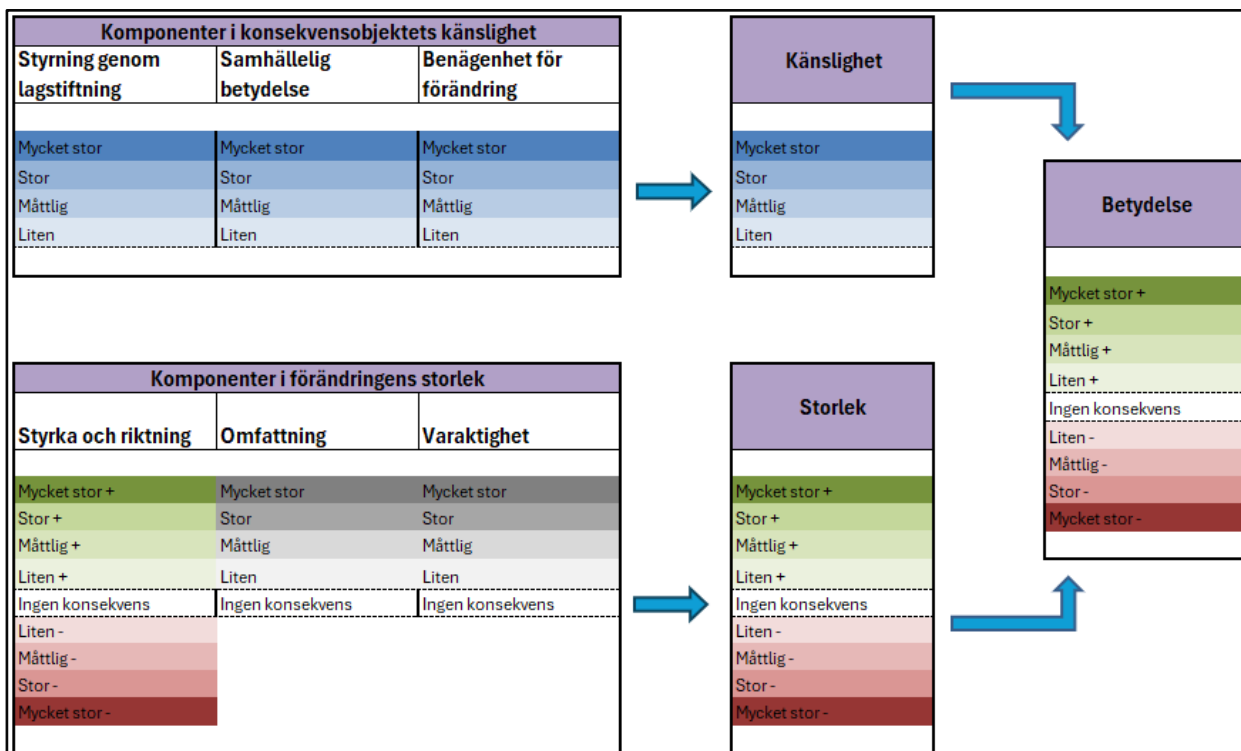 Komponenter i konsekvensobjektets känslighet
Styrning genom lagstiftning
Samhällelig betydelse
Benägenhet för förändring
Mycket stor Mycket stor Mycket stor
Stor Stor Stor
Måttlig Måttlig Måttlig
Liten Liten Liten
Känslighet
Mycket stor
Stor
Måttlig
Liten
Komponenter i förändringens storlek
Styrka och riktning Omfattning Varaktighet
Mycket stor + Mycket stor Mycket stor
Stor + Stor Stor
Måttlig + Måttlig Måttlig
Liten + Liten Liten
Ingen konsekvens Ingen konsekvens Ingen konsekvens
Liten -
Måttlig -
Stor -
Mycket stor -
Storlek
Mycket stor +
Stor +
Måttlig +
Liten +
Ingen konsekvens
Liten -
Måttlig -
Stor -
Mycket stor -
Betydelse
Mycket stor +
Stor +
Måttlig +
Liten +
Ingen konsekvens
Liten -
Måttlig -
Stor -
Mycket stor -